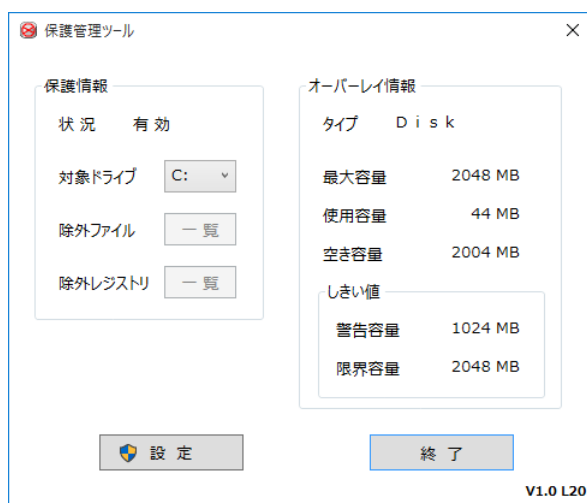 保護管理ツール
保護情報
状況 有効
対象ドライブ C:
除外ファイル 一覧
除外レジストリ 一覧
オーバーレイ情報
タイプ Disk
最大容量 2048 MB
使用容量 44 MB
空き容量 2004 MB
しきい値
警告容量 1024 MB
限界容量 2048 MB
設定
終了
V1.0 L20